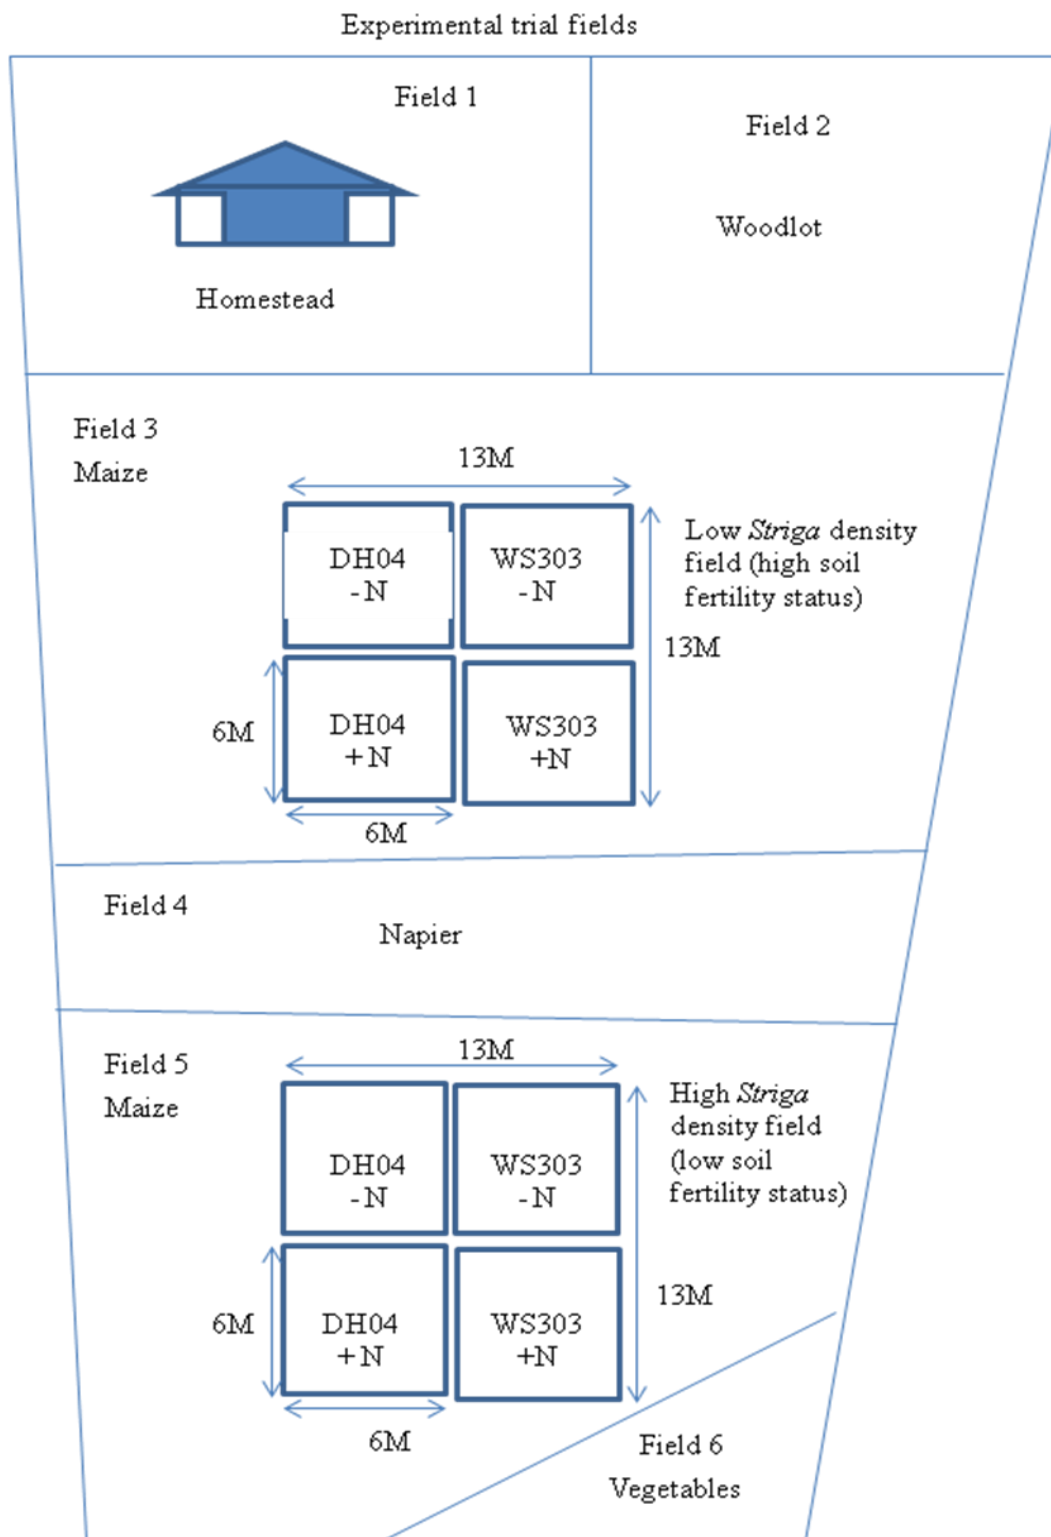 Experimental trial fields
Field 1
Homestead
Field 2
Woodlot
Field 3
Maize
13M
DH04
- N
WS303
- N
Low Striga density
field (high soil
fertility status)
13M
6M
DH04
+ N
WS303
+N
6M
Field 4
Napier
Field 5
Maize
13M
DH04
- N
WS303
- N
High Striga
density field
(low soil
fertility status)
13M
6M
DH04
+ N
WS303
+N
6M
Field 6
Vegetables